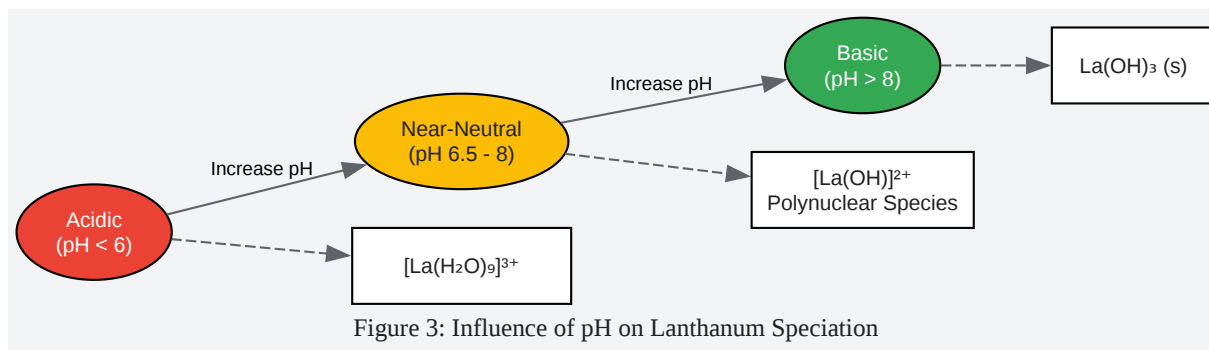 Basic
(pH > 8)
La(OH)₃ (s)
Increase pH
Near-Neutral
(pH 6.5 - 8)
[La(OH)]²⁺
Polynuclear Species
Increase pH
Acidic
(pH < 6)
[La(H₂O)₉]³⁺
Figure 3: Influence of pH on Lanthanum Speciation